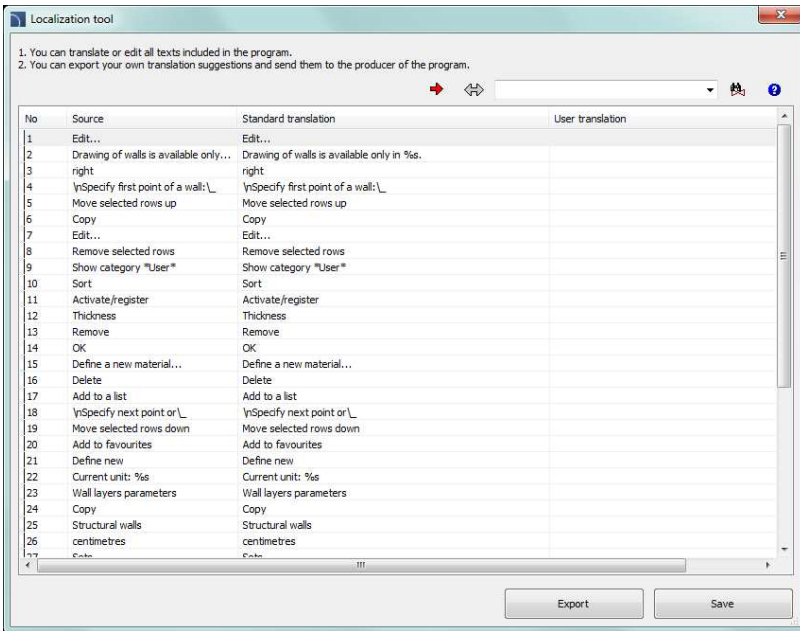 Localization tool
1. You can translate or edit all texts included in the program.
2. You can export your own translation suggestions and send them to the producer of the program.
No Source Standard translation User translation
1 Edit... Edit...
2 Drawing of walls is available only... Drawing of walls is available only in %s.
3 right right
4 \nSpecify first point of a wall:\_ \nSpecify first point of a wall:\_
5 Move selected rows up Move selected rows up
6 Copy Copy
7 Edit... Edit...
8 Remove selected rows Remove selected rows
9 Show category "User" Show category "User"
10 Sort Sort
11 Activate/register Activate/register
12 Thickness Thickness
13 Remove Remove
14 OK OK
15 Define a new material... Define a new material...
16 Delete Delete
17 Add to a list Add to a list
18 \nSpecify next point or\_ \nSpecify next point or\_
19 Move selected rows down Move selected rows down
20 Add to favourites Add to favourites
21 Define new Define new
22 Current unit: %s Current unit: %s
23 Wall layers parameters Wall layers parameters
24 Copy Copy
25 Structural walls Structural walls
26 centimetres centimetres
Export Save